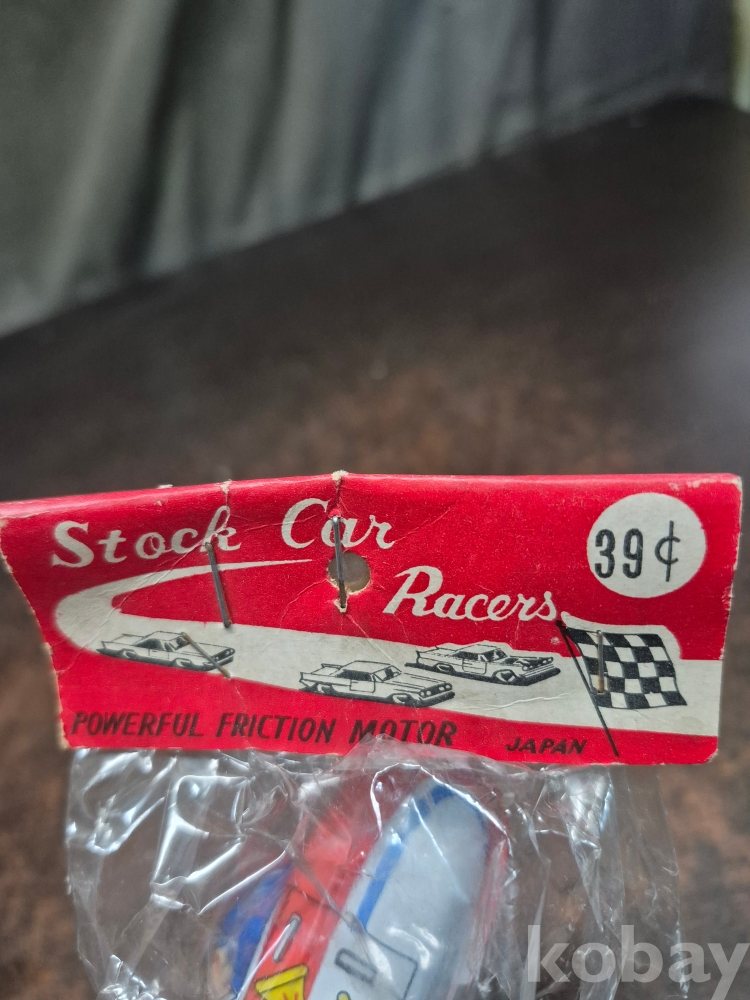 Stock Car
Racers
39¢
POWERFUL FRICTION MOTOR
JAPAN
kobay